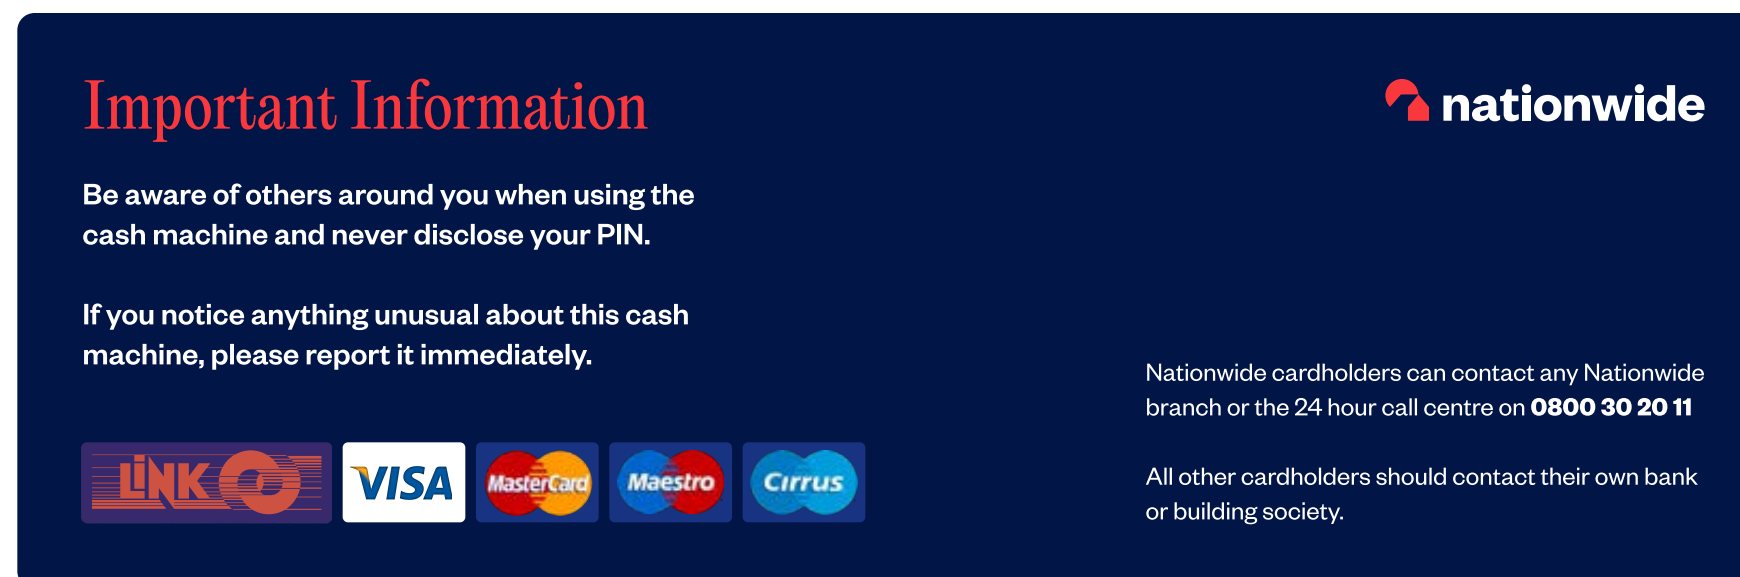 Important Information
nationwide
Be aware of others around you when using the
cash machine and never disclose your PIN.
If you notice anything unusual about this cash
machine, please report it immediately.
Nationwide cardholders can contact any Nationwide
branch or the 24 hour call centre on 0800 30 20 11
All other cardholders should contact their own bank
or building society.
LiNK VISA MasterCard Maestro Cirrus